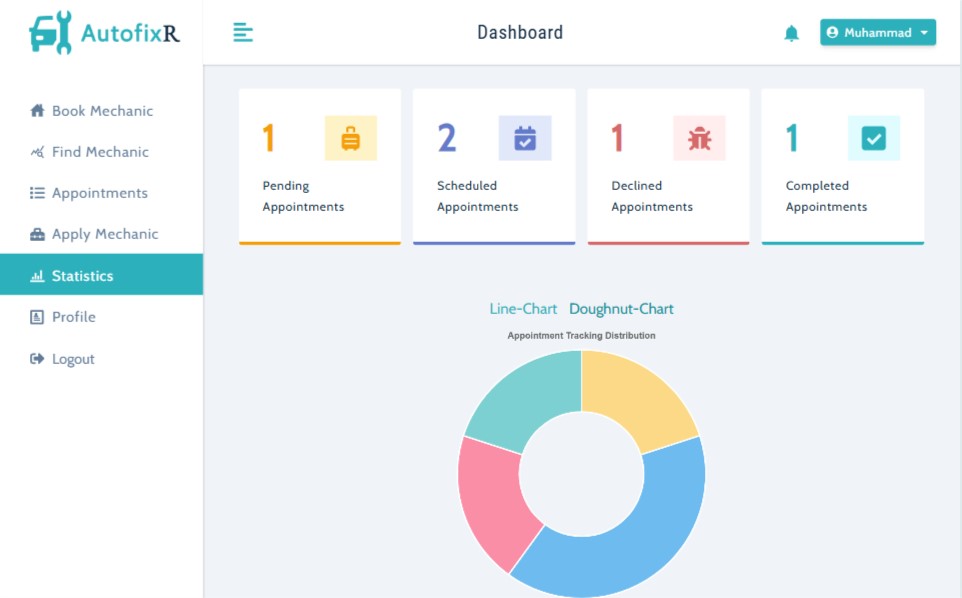 AutofixR
Dashboard
Muhammad
Book Mechanic
Find Mechanic
Appointments
Apply Mechanic
Statistics
Profile
Logout
1
Pending
Appointments
2
Scheduled
Appointments
1
Declined
Appointments
1
Completed
Appointments
Line-Chart Doughnut-Chart
Appointment Tracking Distribution